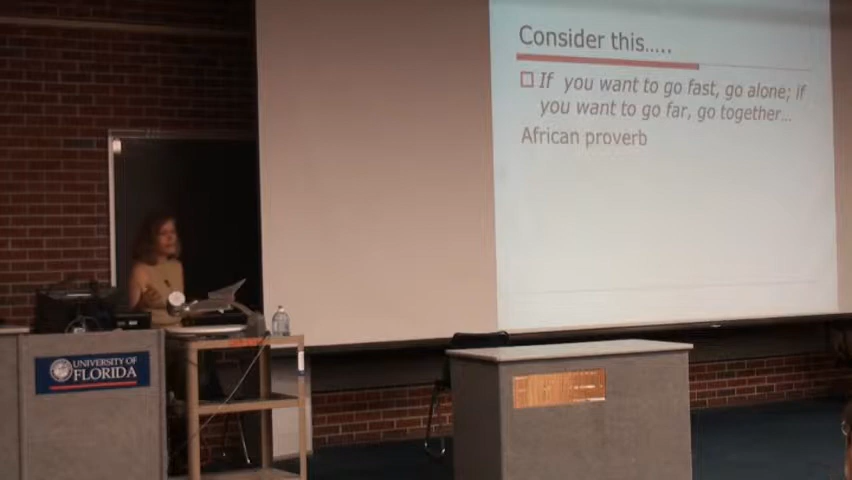 Consider this.....
If you want to go fast, go alone; if
you want to go far, go together...
African proverb
UNIVERSITY OF
FLORIDA